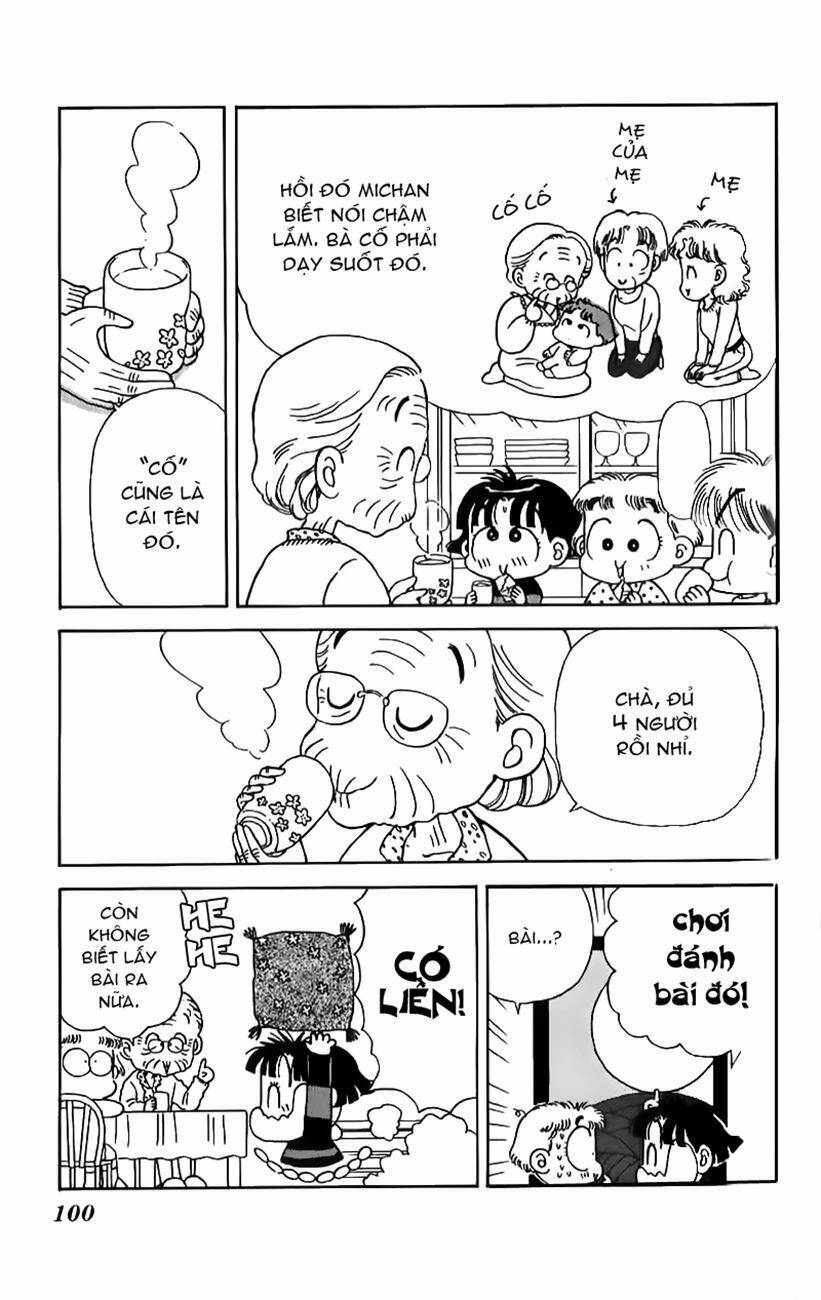 HỒI ĐÓ MICHAN
BIẾT NÓI CHẬM
LẮM. BÀ CỐ PHẢI
DẠY SUỐT ĐÓ.
CỐ CỐ
MẸ
CỦA
MẸ
MẸ
"CỐ"
CŨNG LÀ
CÁI TÊN
ĐÓ.
CHÀ, ĐỦ
4 NGƯỜI
RỒI NHỈ.
CÒN
KHÔNG
BIẾT LẤY
BÀI RA
NỮA.
HE
HE
CÓ
LIỀN!
BÀI...?
chơi
đánh
bài đó!
100